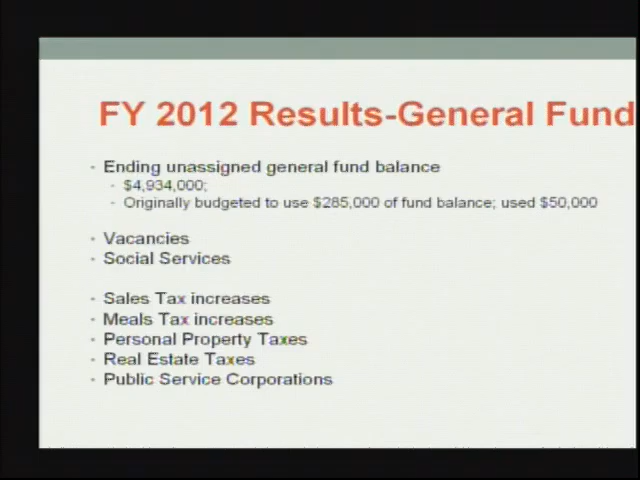 FY 2012 Results-General Fund
Ending unassigned general fund balance
$4,934,000;
Originally budgeted to use $285,000 of fund balance; used $50,000
Vacancies
Social Services
Sales Tax increases
Meals Tax increases
Personal Property Taxes
Real Estate Taxes
Public Service Corporations